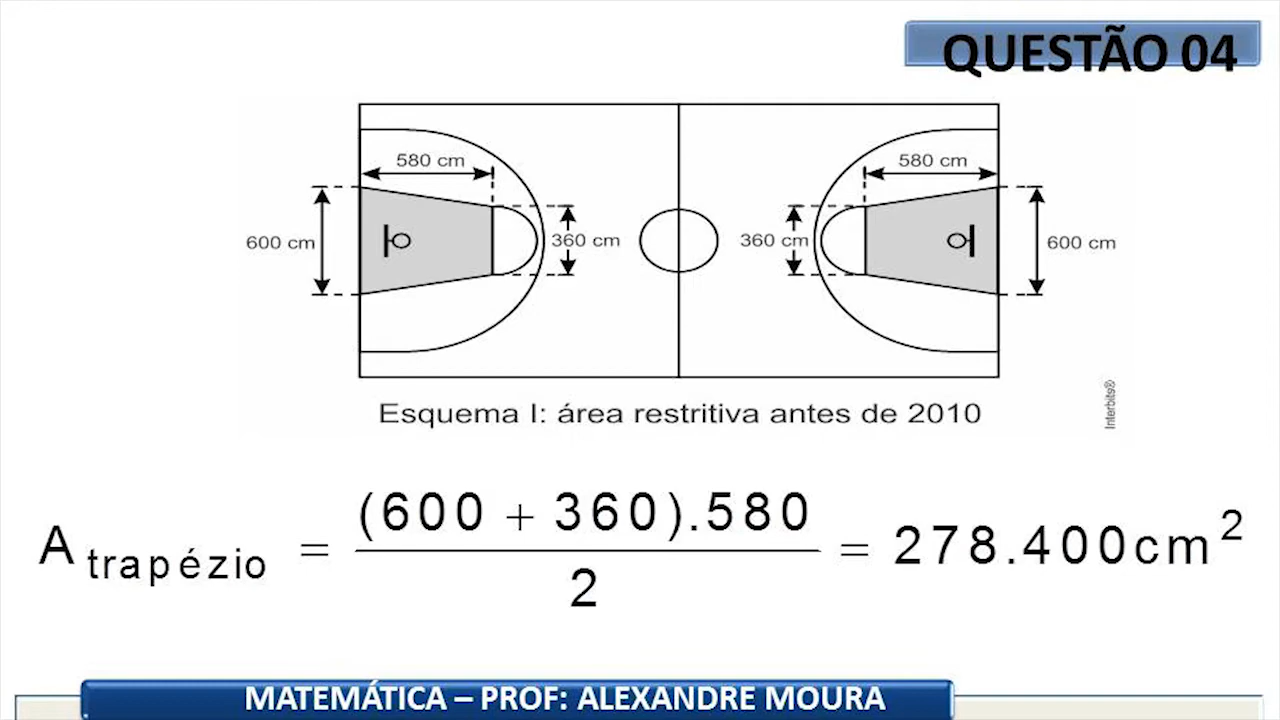 QUESTÃO 04
580 cm
580 cm
600 cm
360 cm
360 cm
600 cm
Interbits®
Esquema I: área restritiva antes de 2010
A trapézio = (600 + 360).580 / 2 = 278.400cm²
MATEMÁTICA – PROF: ALEXANDRE MOURA